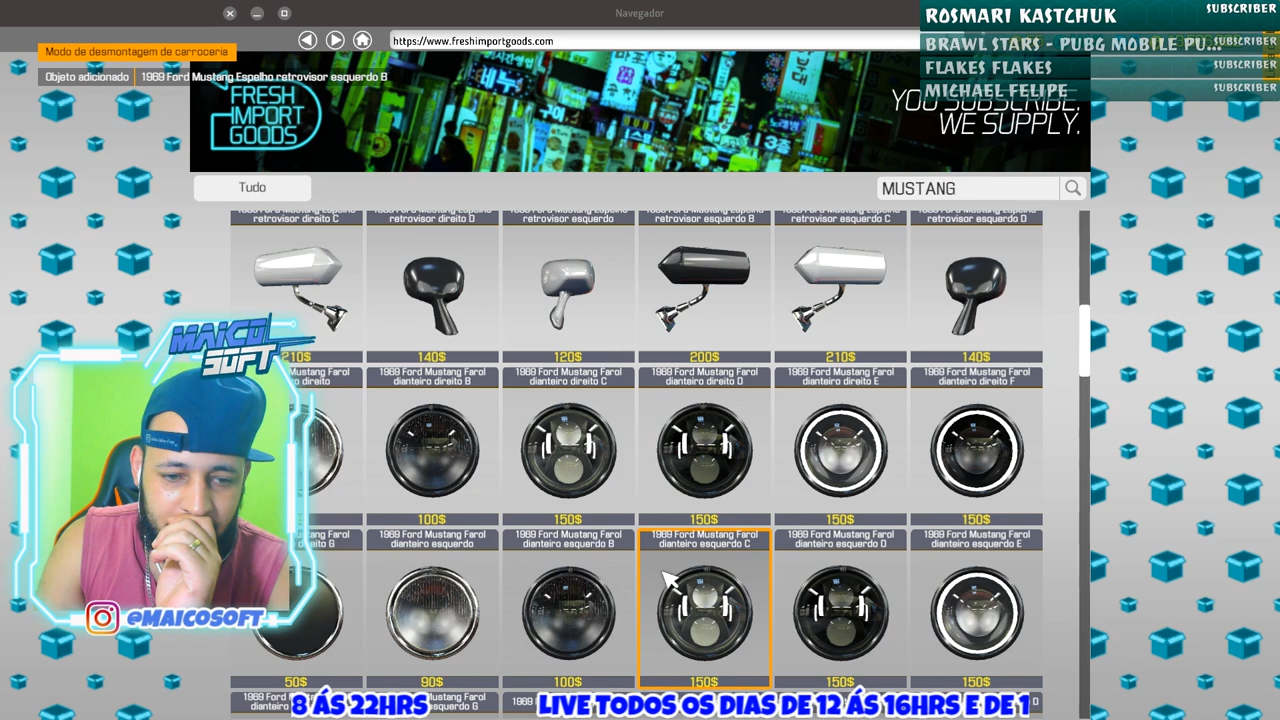 Navegador
SUBSCRIBER
ROSMARI KASTCHUK
https://www.freshimportgoods.com
BRAWL STARS - PUBG MOBILE PU...
SUBSCRIBER
Modo de desmontagem de carroceria
FLAKES FLAKES
SUBSCRIBER
Objeto adicionado
1969 Ford Mustang Espelho retrovisor esquerdo B
MICHAEL FELIPE
SUBSCRIBER
FRESH
IMPORT
GOODS
YOU SUBSCRIBE,
WE SUPPLY.
Tudo
MUSTANG
retrovisor direito C
retrovisor direito D
retrovisor esquerdo
retrovisor esquerdo B
retrovisor esquerdo C
retrovisor esquerdo D
210$
140$
120$
200$
210$
140$
Mustang Farol
direito
1969 Ford Mustang Farol
dianteiro direito B
1969 Ford Mustang Farol
dianteiro direito C
1969 Ford Mustang Farol
dianteiro direito D
1969 Ford Mustang Farol
dianteiro direito E
1969 Ford Mustang Farol
dianteiro direito F
100$
150$
150$
150$
150$
Mustang Farol
direito G
1969 Ford Mustang Farol
dianteiro esquerdo
1969 Ford Mustang Farol
dianteiro esquerdo B
1969 Ford Mustang Farol
dianteiro esquerdo C
1969 Ford Mustang Farol
dianteiro esquerdo D
1969 Ford Mustang Farol
dianteiro esquerdo E
50$
90$
100$
150$
150$
150$
MAICO
SOFT
@MAICOSOFT
8 ÁS 22HRS
LIVE TODOS OS DIAS DE 12 ÁS 16HRS E DE 1